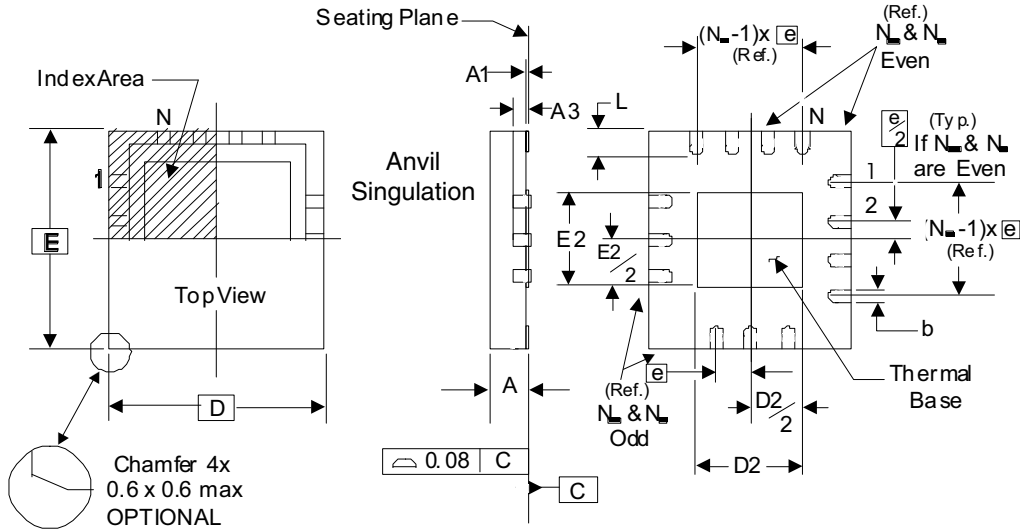 Seating Plane
Index Area
N
1
E
Top View
D
Chamfer 4x
0.6 x 0.6 max
OPTIONAL
A1
A3
L
Anvil
Singulation
A
0.08 C
C
(N -1)x e
(Ref.)
(Ref.)
N & N
Even
N
1
2
e
2
(Typ.)
If N & N
are Even
(N -1)x e
(Ref.)
E2
E2
2
b
Thermal
Base
e
D2
2
D2
(Ref.)
N & N
Odd